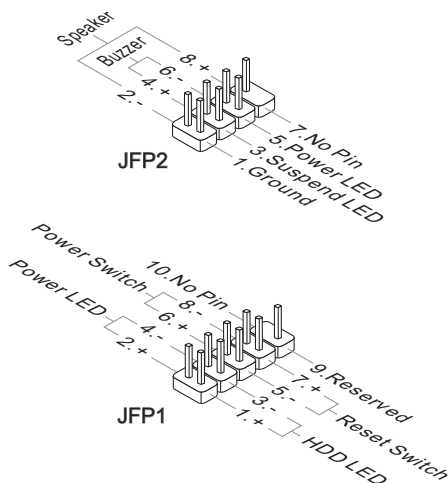 Speaker
Buzzer
8.+
6.-
4.+
2.-
7.No Pin
5.Power LED
3.Suspend LED
1.Ground
JFP2
Power Switch
Power LED
10.No Pin
8.-
6.+
4.-
2.+
9.Reserved
7.+
5.-
3.-
1.+
Reset Switch
HDD LED
JFP1